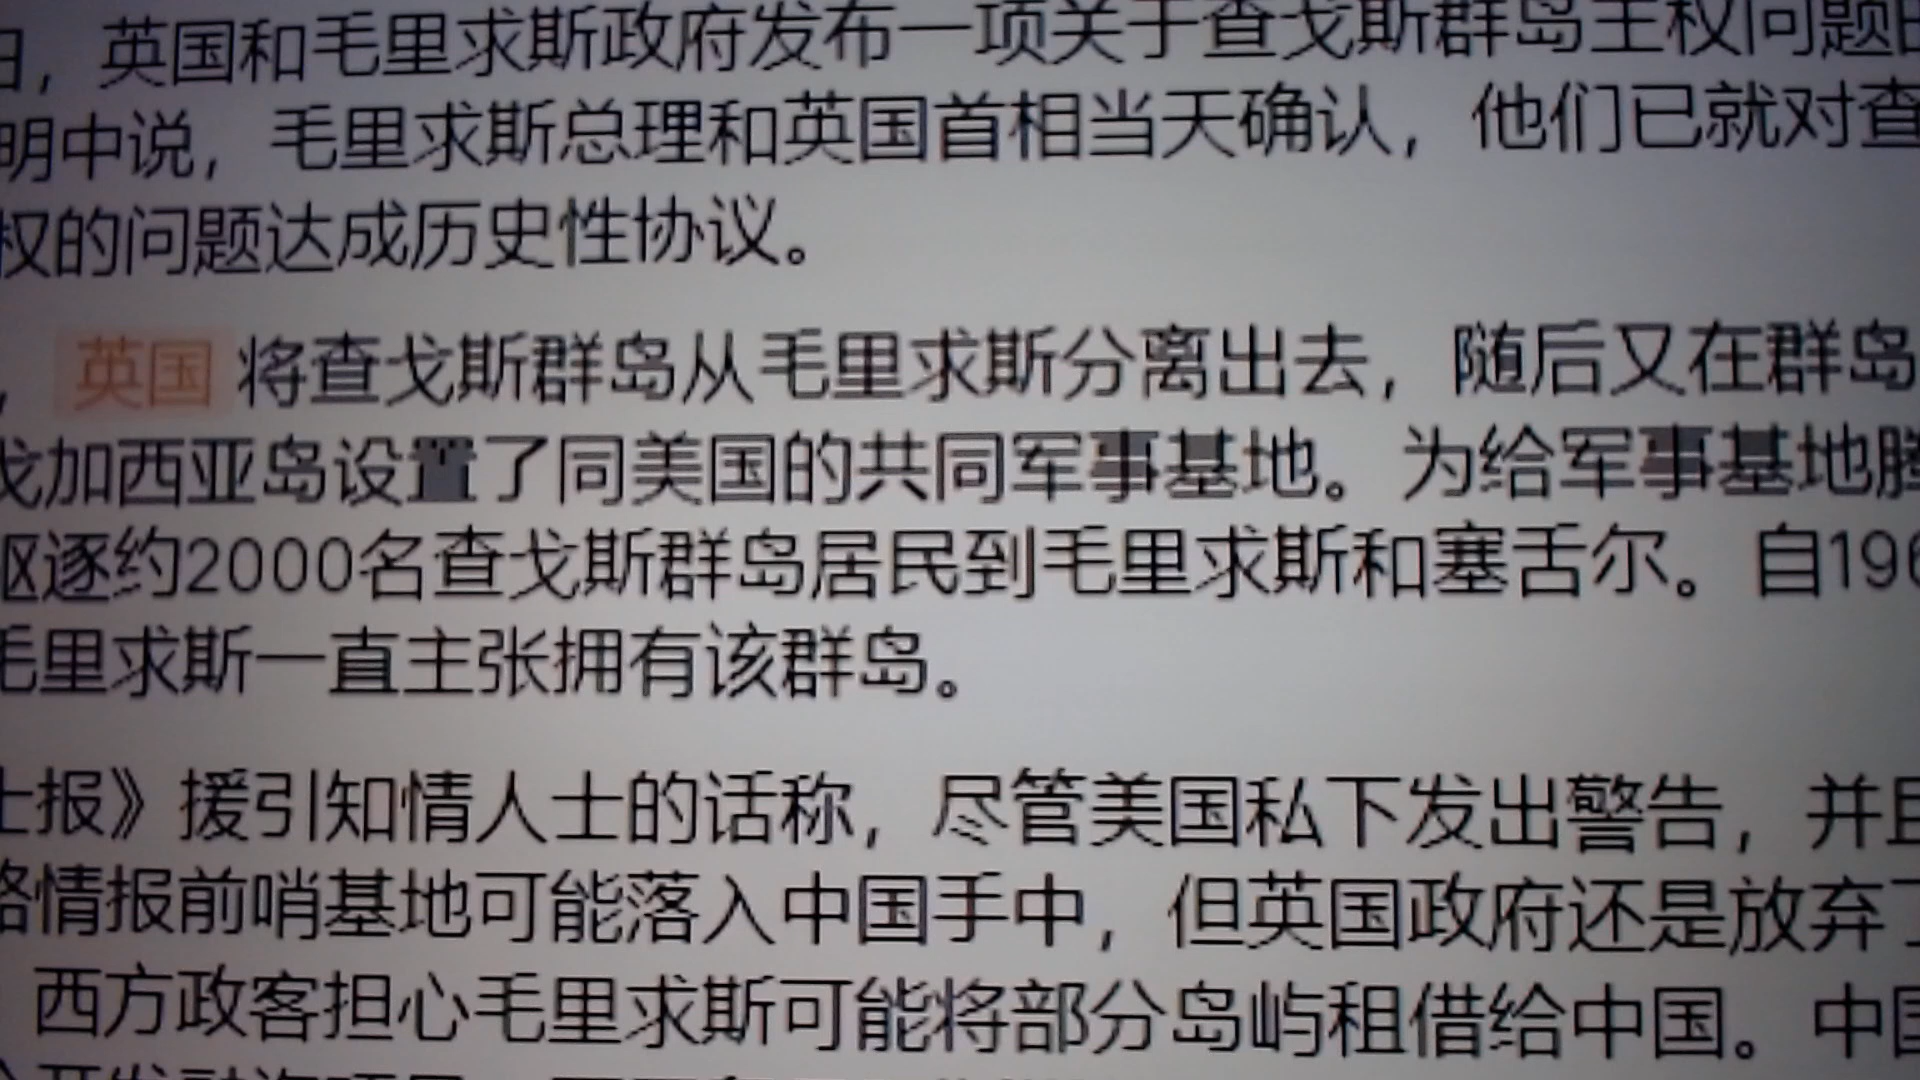 ，英国和毛里求斯政府发布一项关于查戈斯群岛主权问题
明中说，毛里求斯总理和英国首相当天确认，他们已就对查
权的问题达成历史性协议。
，英国 将查戈斯群岛从毛里求斯分离出去，随后又在群岛
戈加西亚岛设置了同美国的共同军事基地。为给军事基地腾
驱逐约2000名查戈斯群岛居民到毛里求斯和塞舌尔。自196
毛里求斯一直主张拥有该群岛。
士报》援引知情人士的话称，尽管美国私下发出警告，并且
略情报前哨基地可能落入中国手中，但英国政府还是放弃了
西方政客担心毛里求斯可能将部分岛屿租借给中国。中国